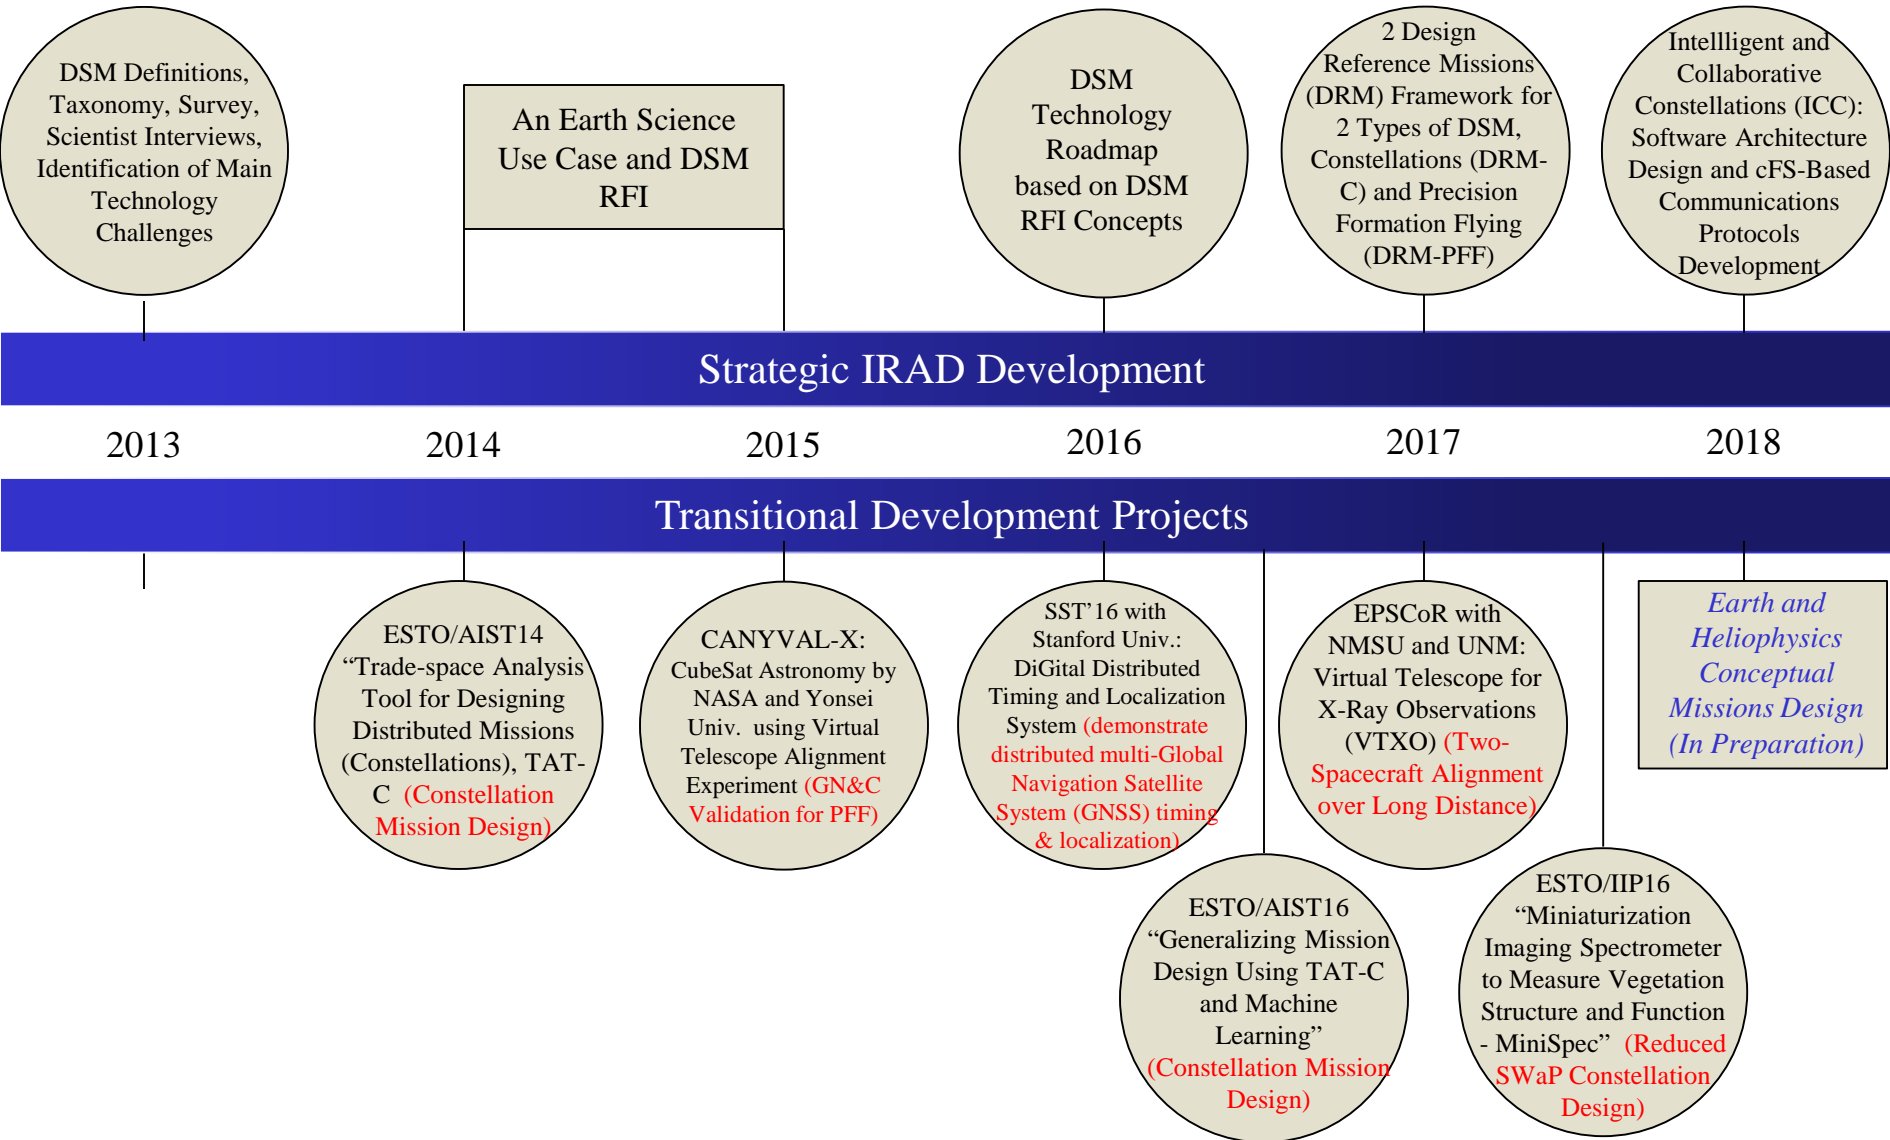 DSM Definitions,
Taxonomy, Survey,
Scientist Interviews,
Identification of Main
Technology
Challenges
An Earth Science
Use Case and DSM
RFI
DSM
Technology
Roadmap
based on DSM
RFI Concepts
2 Design
Reference Missions
(DRM) Framework for
2 Types of DSM,
Constellations (DRM-
C) and Precision
Formation Flying
(DRM-PFF)
Intellligent and
Collaborative
Constellations (ICC):
Software Architecture
Design and cFS-Based
Communications
Protocols
Development
Strategic IRAD Development
2013 2014 2015 2016 2017 2018
Transitional Development Projects
ESTO/AIST14
“Trade-space Analysis
Tool for Designing
Distributed Missions
(Constellations), TAT-
C (Constellation
Mission Design)
CANYVAL-X:
CubeSat Astronomy by
NASA and Yonsei
Univ. using Virtual
Telescope Alignment
Experiment (GN&C
Validation for PFF)
SST’16 with
Stanford Univ.:
DiGital Distributed
Timing and Localization
System (demonstrate
distributed multi-Global
Navigation Satellite
System (GNSS) timing
& localization)
EPSCoR with
NMSU and UNM:
Virtual Telescope for
X-Ray Observations
(VTXO) (Two-
Spacecraft Alignment
over Long Distance)
Earth and
Heliophysics
Conceptual
Missions Design
(In Preparation)
ESTO/AIST16
“Generalizing Mission
Design Using TAT-C
and Machine
Learning”
(Constellation Mission
Design)
ESTO/IIP16
“Miniaturization
Imaging Spectrometer
to Measure Vegetation
Structure and Function
- MiniSpec” (Reduced
SWaP Constellation
Design)